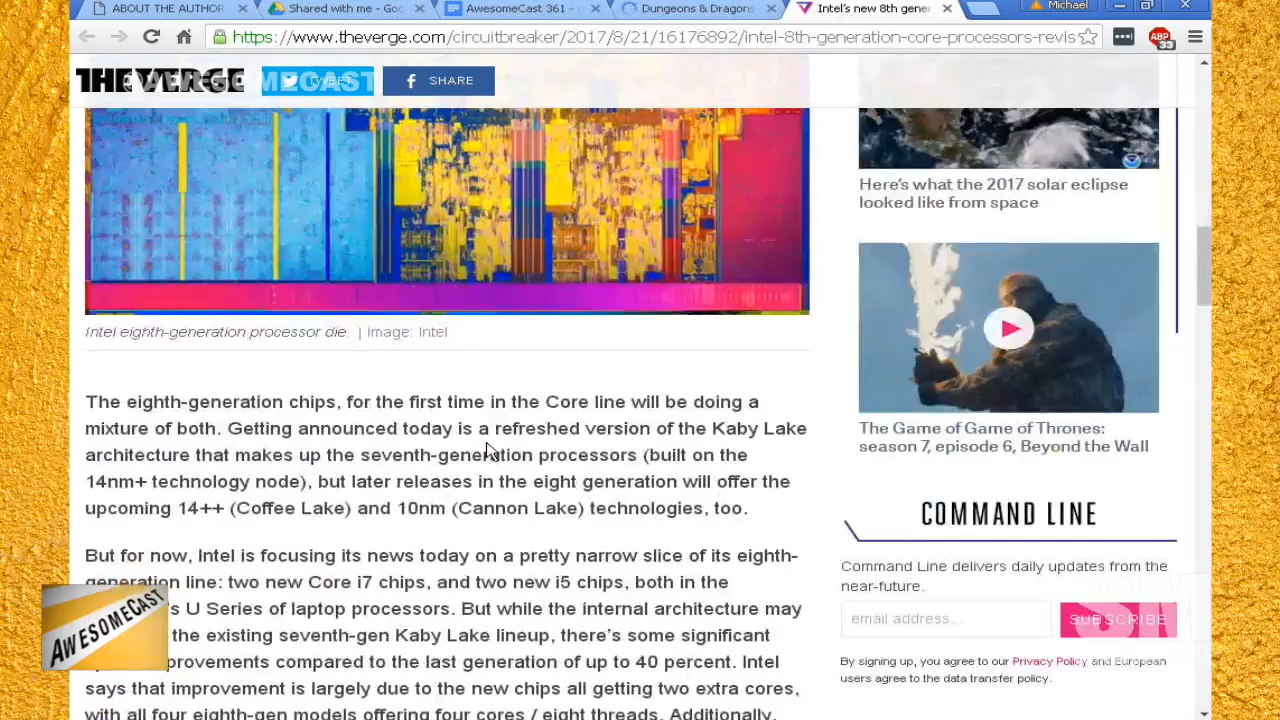 ABOUT THE AUTHOR
Shared with me - Goo
AwesomeCast 361 -
Dungeons & Dragons
Intel's new 8th gener
Michael
https://www.theverge.com/circuitbreaker/2017/8/21/16176892/intel-8th-generation-core-processors-revis
ABP
33
THE VERGE
AWESOMECAST
TWEET
SHARE
Intel eighth-generation processor die. | Image: Intel
The eighth-generation chips, for the first time in the Core line will be doing a
mixture of both. Getting announced today is a refreshed version of the Kaby Lake
architecture that makes up the seventh-generation processors (built on the
14nm+ technology node), but later releases in the eight generation will offer the
upcoming 14++ (Coffee Lake) and 10nm (Cannon Lake) technologies, too.
But for now, Intel is focusing its news today on a pretty narrow slice of its eighth-
generation line: two new Core i7 chips, and two new i5 chips, both in the
's U Series of laptop processors. But while the internal architecture may
the existing seventh-gen Kaby Lake lineup, there's some significant
provements compared to the last generation of up to 40 percent. Intel
says that improvement is largely due to the new chips all getting two extra cores,
with all four eighth-gen models offering four cores / eight threads. Additionally,
AWESOMECAST
Here's what the 2017 solar eclipse
looked like from space
The Game of Game of Thrones:
season 7, episode 6, Beyond the Wall
COMMAND LINE
Command Line delivers daily updates from the
near-future.
email address...
SUBSCRIBE
By signing up, you agree to our Privacy Policy and European
users agree to the data transfer policy.